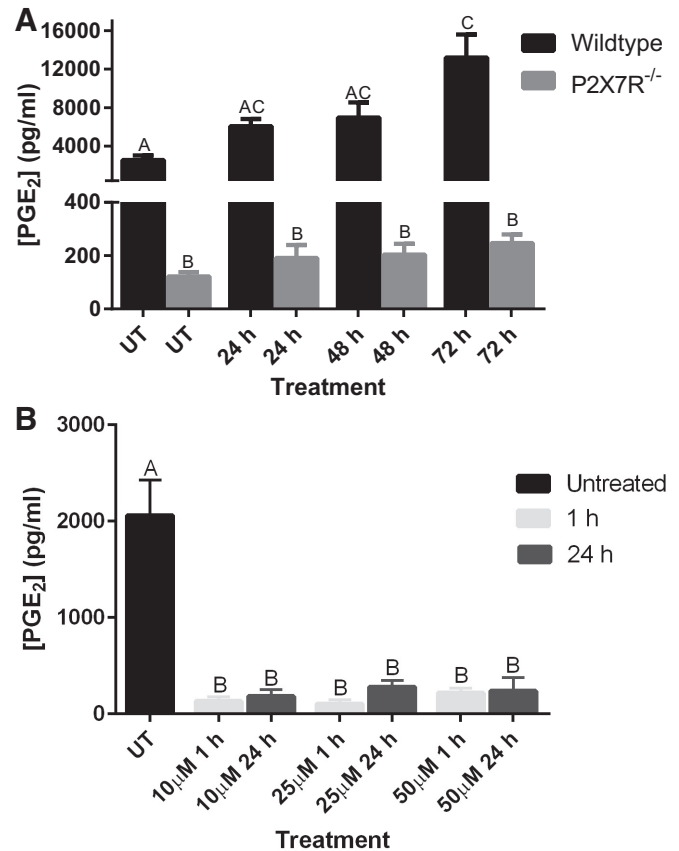 A
[PGE2] (pg/ml)
16000
12000
8000
4000
400
200
0
A
B
AC
B
AC
B
C
B
Wildtype
P2X7R-/-
UT
UT
24 h
24 h
48 h
48 h
72 h
72 h
Treatment
B
[PGE2] (pg/ml)
3000
2000
1000
0
A
B
B
B
B
B
B
Untreated
1 h
24 h
UT
10µM 1 h
10µM 24 h
25µM 1 h
25µM 24 h
50µM 1 h
50µM 24 h
Treatment